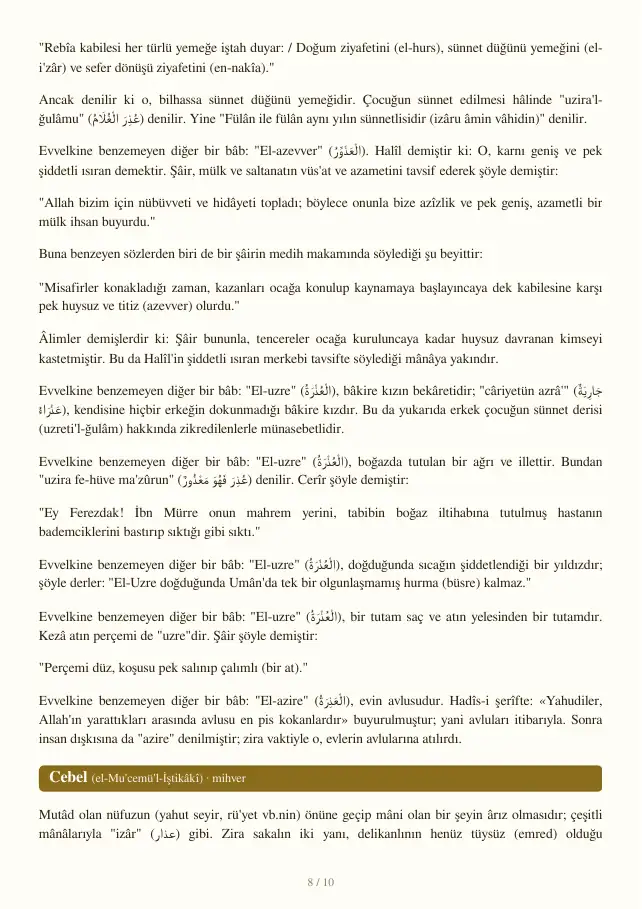 "Rebîa kabilesi her türlü yemeğe iştah duyar: / Doğum ziyafetini (el-hurs), sünnet düğünü yemeğini (el-
i'zâr) ve sefer dönüşü ziyafetini (en-nakîa)."
Ancak denilir ki o, bilhassa sünnet düğünü yemeğidir. Çocuğun sünnet edilmesi hâlinde "uzira'l-
ğulâmu" (عُذِرَ الْغُلَامُ) denilir. Yine "Fülân ile fülân aynı yılın sünnetlisidir (izâru âmin vâhidin)" denilir.
Evvelkine benzemeyen diğer bir bâb: "El-azevver" (الْعَذَوَّرُ). Halîl demiştir ki: O, karnı geniş ve pek
şiddetli ısıran demektir. Şâir, mülk ve saltanatın vüs'at ve azametini tavsif ederek şöyle demiştir:
"Allah bizim için nübüvveti ve hidâyeti topladı; böylece onunla bize azîzlik ve pek geniş, azametli bir
mülk ihsan buyurdu."
Buna benzeyen sözlerden biri de bir şâirin medih makamında söylediği şu beyittir:
"Misafirler konakladığı zaman, kazanları ocağa konulup kaynamaya başlayıncaya dek kabilesine karşı
pek huysuz ve titiz (azevver) olurdu."
Âlimler demişlerdir ki: Şâir bununla, tencereler ocağa kuruluncaya kadar huysuz davranan kimseyi
kastetmiştir. Bu da Halîl'in şiddetli ısıran merkebi tavsifte söylediği mânâya yakındır.
Evvelkine benzemeyen diğer bir bâb: "El-uzre" (الْعُذْرَةُ), bâkire kızın bekâretidir; "câriyetün azrâ'" (جَارِيَةٌ
عَذْرَاءُ), kendisine hiçbir erkeğin dokunmadığı bâkire kızdır. Bu da yukarıda erkek çocuğun sünnet derisi
(uzreti'l-ğulâm) hakkında zikredilenlerle münasebetlidir.
Evvelkine benzemeyen diğer bir bâb: "El-uzre" (الْعُذْرَةُ), boğazda tutulan bir ağrı ve illettir. Bundan
"uzira fe-hüve ma'zûrun" (عُذِرَ فَهُوَ مَعْذُورٌ) denilir. Cerîr şöyle demiştir:
"Ey Ferezdak! İbn Mürre onun mahrem yerini, tabibin boğaz iltihabına tutulmuş hastanın
bademciklerini bastırıp sıktığı gibi sıktı."
Evvelkine benzemeyen diğer bir bâb: "El-uzre" (الْعُذْرَةُ), doğduğunda sıcağın şiddetlendiği bir yıldızdır;
şöyle derler: "El-Uzre doğduğunda Umân'da tek bir olgunlaşmamış hurma (büsre) kalmaz."
Evvelkine benzemeyen diğer bir bâb: "El-uzre" (الْعُذْرَةُ), bir tutam saç ve atın yelesinden bir tutamdır.
Kezâ atın perçemi de "uzre"dir. Şâir şöyle demiştir:
"Perçemi düz, koşusu pek salınıp çalımlı (bir at)."
Evvelkine benzemeyen diğer bir bâb: "El-azire" (الْعَذِرَةُ), evin avlusudur. Hadîs-i şerîfte: «Yahudiler,
Allah'ın yarattıkları arasında avlusu en pis kokanlardır» buyurulmuştur; yani avluları itibarıyla. Sonra
insan dışkısına da "azire" denilmiştir; zira vaktiyle o, evlerin avlularına atılırdı.
Cebel (el-Mu'cemü'l-İştikâkî) · mihver
Mutâd olan nüfuzun (yahut seyir, rü'yet vb.nin) önüne geçip mâni olan bir şeyin ârız olmasıdır; çeşitli
mânâlarıyla "izâr" (عذار) gibi. Zira sakalın iki yanı, delikanlının henüz tüysüz (emred) olduğu
8 / 10